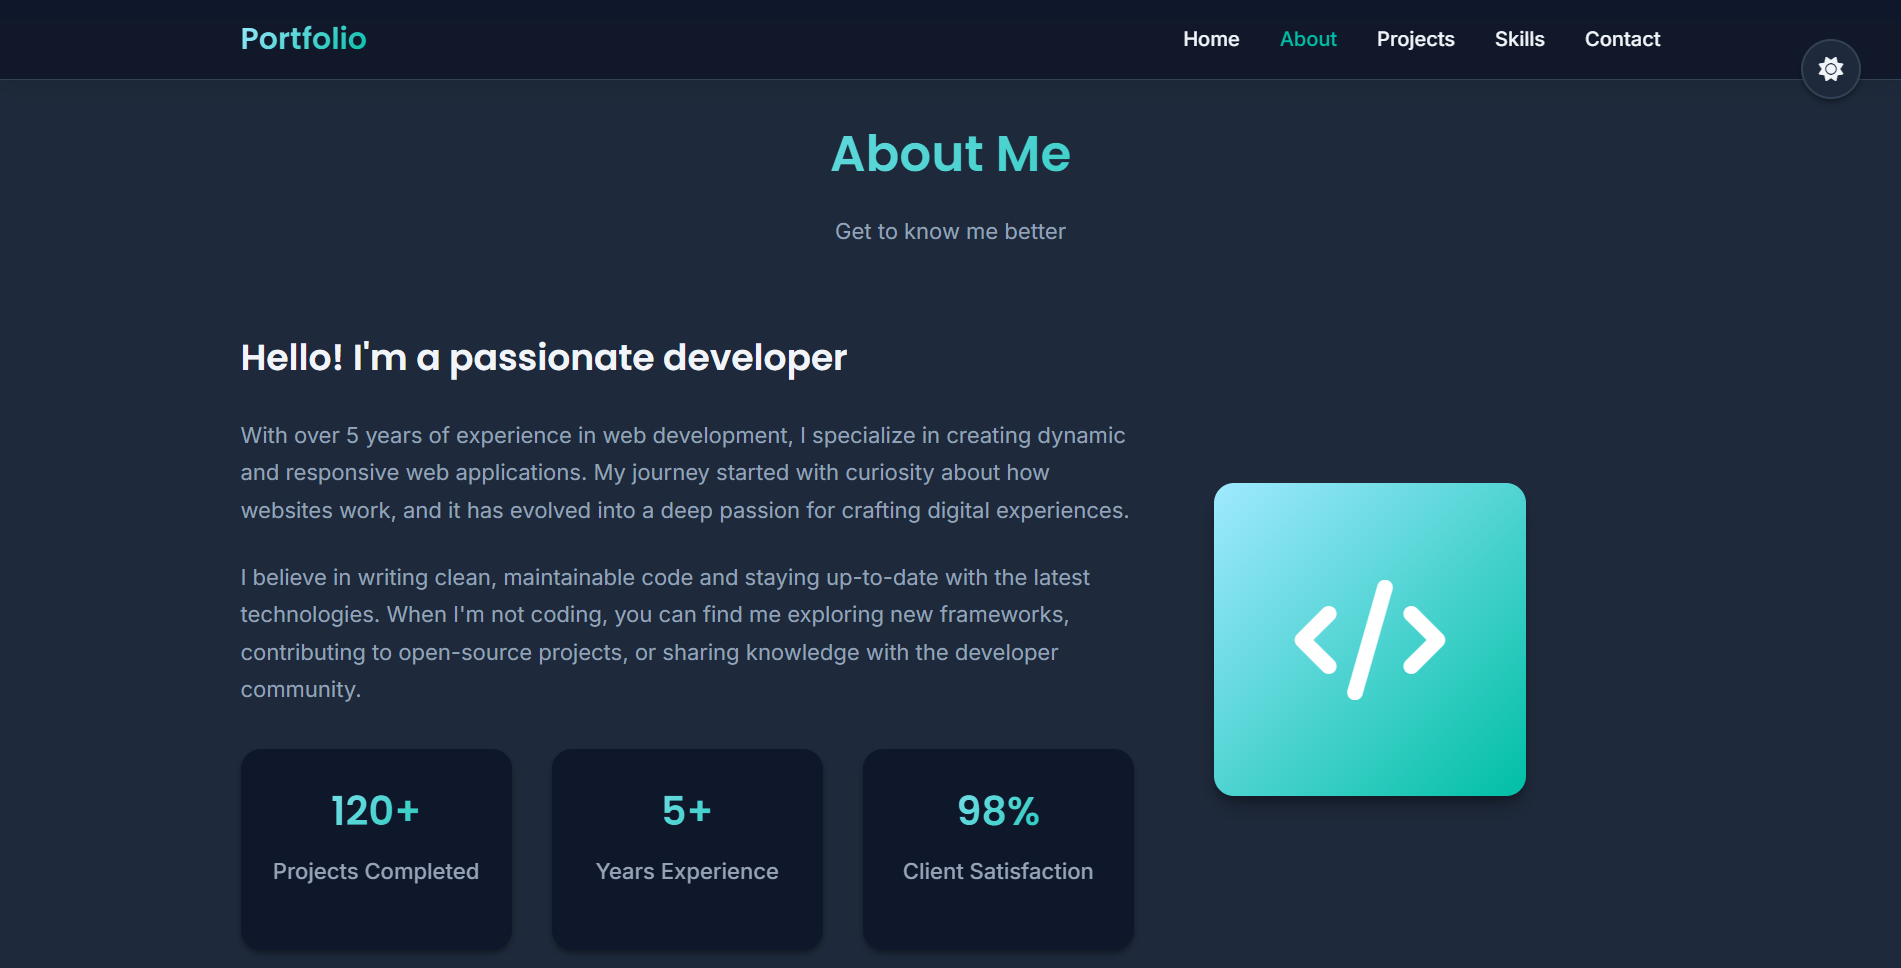 Portfolio
Home About Projects Skills Contact
About Me
Get to know me better
Hello! I'm a passionate developer
With over 5 years of experience in web development, I specialize in creating dynamic
and responsive web applications. My journey started with curiosity about how
websites work, and it has evolved into a deep passion for crafting digital experiences.
I believe in writing clean, maintainable code and staying up-to-date with the latest
technologies. When I'm not coding, you can find me exploring new frameworks,
contributing to open-source projects, or sharing knowledge with the developer
community.
120+
Projects Completed
5+
Years Experience
98%
Client Satisfaction